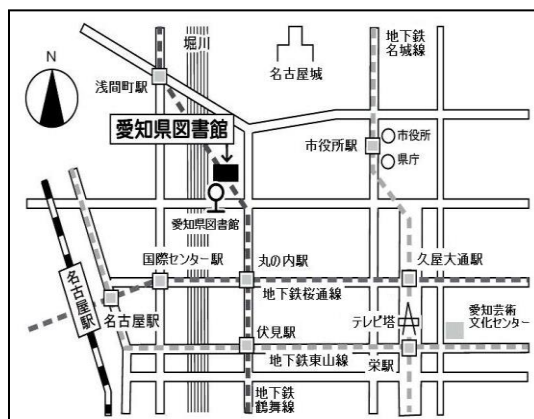 N
堀川
地下鉄
名城線
名古屋城
浅間町駅
愛知県図書館
市役所駅
市役所
県庁
愛知県図書館
国際センター駅
丸の内駅
久屋大通駅
地下鉄桜通線
名古屋駅
名古屋駅
テレビ塔
愛知芸術
文化センター
伏見駅
地下鉄東山線
栄駅
地下鉄
鶴舞線